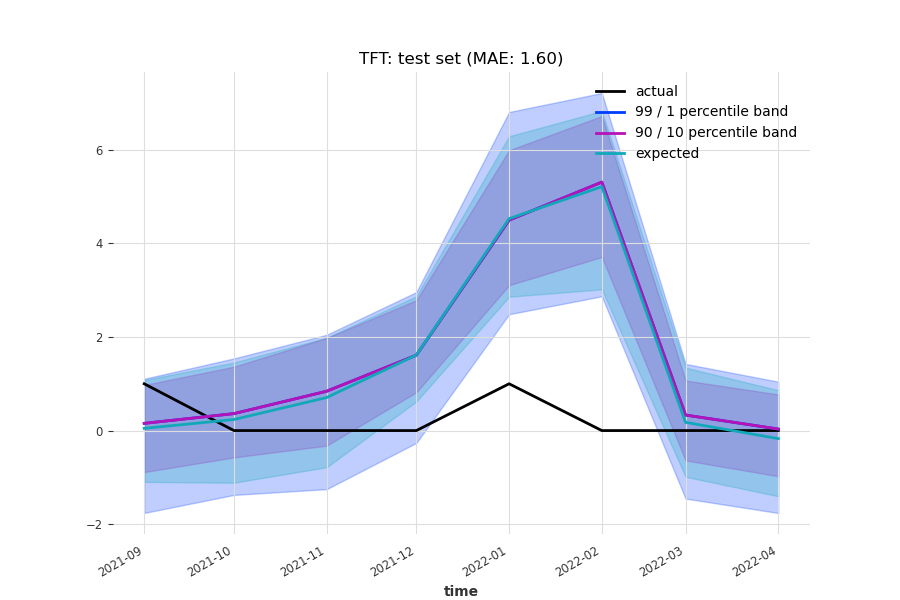 TFT: test set (MAE: 1.60)
actual
99 / 1 percentile band
90 / 10 percentile band
expected
6
4
2
0
−2
2021-09
2021-10
2021-11
2021-12
2022-01
2022-02
2022-03
2022-04
time